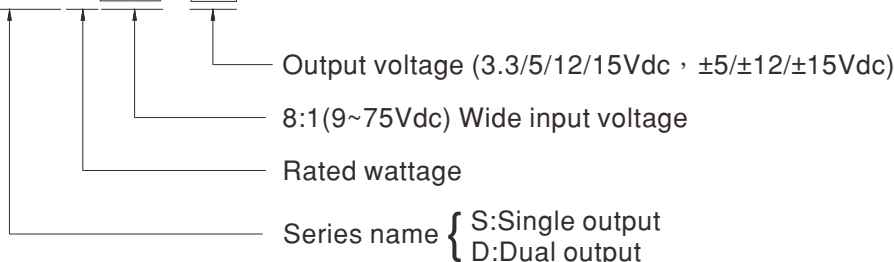 Output voltage (3.3/5/12/15Vdc，±5/±12/±15Vdc)
8:1(9~75Vdc) Wide input voltage
Rated wattage
Series name { S:Single output
D:Dual output